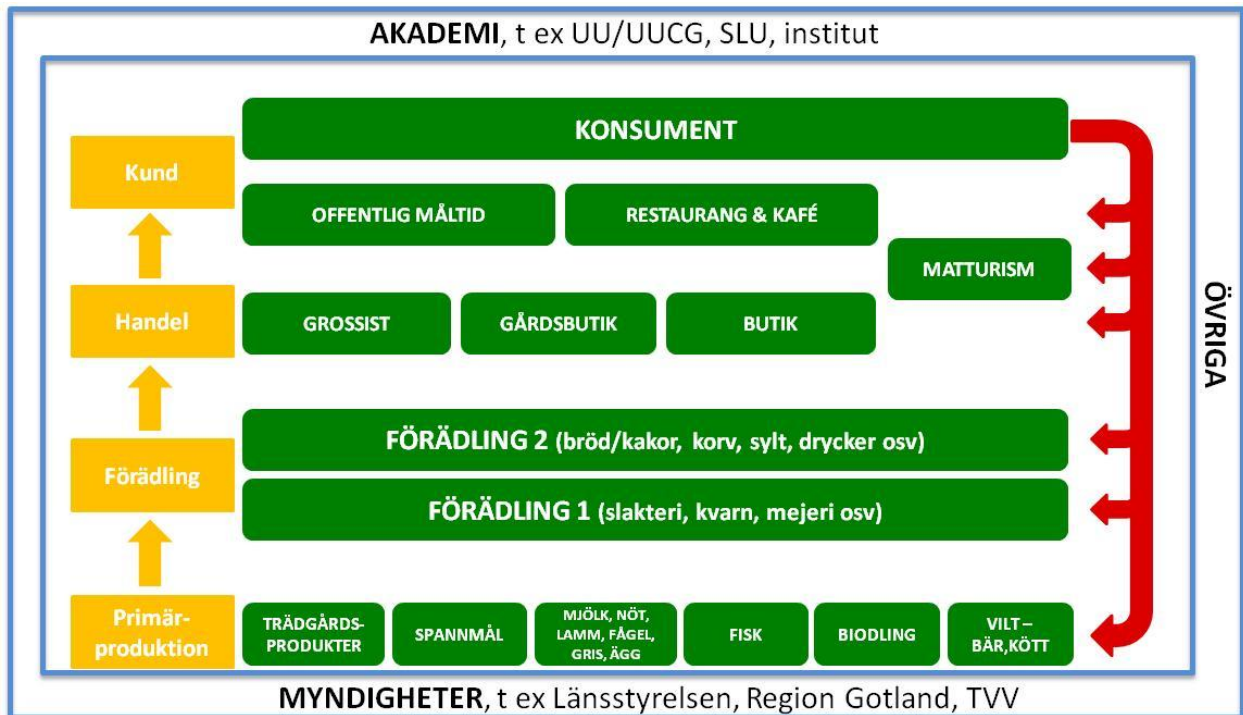 AKADEMI, t ex UU/UUCG, SLU, institut
KONSUMENT
Kund
OFFENTLIG MÅLTID
RESTAURANG & KAFÉ
MATTURISM
Handel
GROSSIST
GÅRDSBUTIK
BUTIK
ÖVRIGA
FÖRÄDLING 2 (bröd/kakor, korv, sylt, drycker osv)
Förädling
FÖRÄDLING 1 (slakteri, kvarn, mejeri osv)
Primär-
produktion
TRÄDGÅRDS-
PRODUKTER
SPANNMÅL
MJÖLK, NÖT,
LAMM, FÅGEL,
GRIS, ÄGG
FISK
BIODLING
VILT –
BÄR,KÖTT
MYNDIGHETER, t ex Länsstyrelsen, Region Gotland, TVV